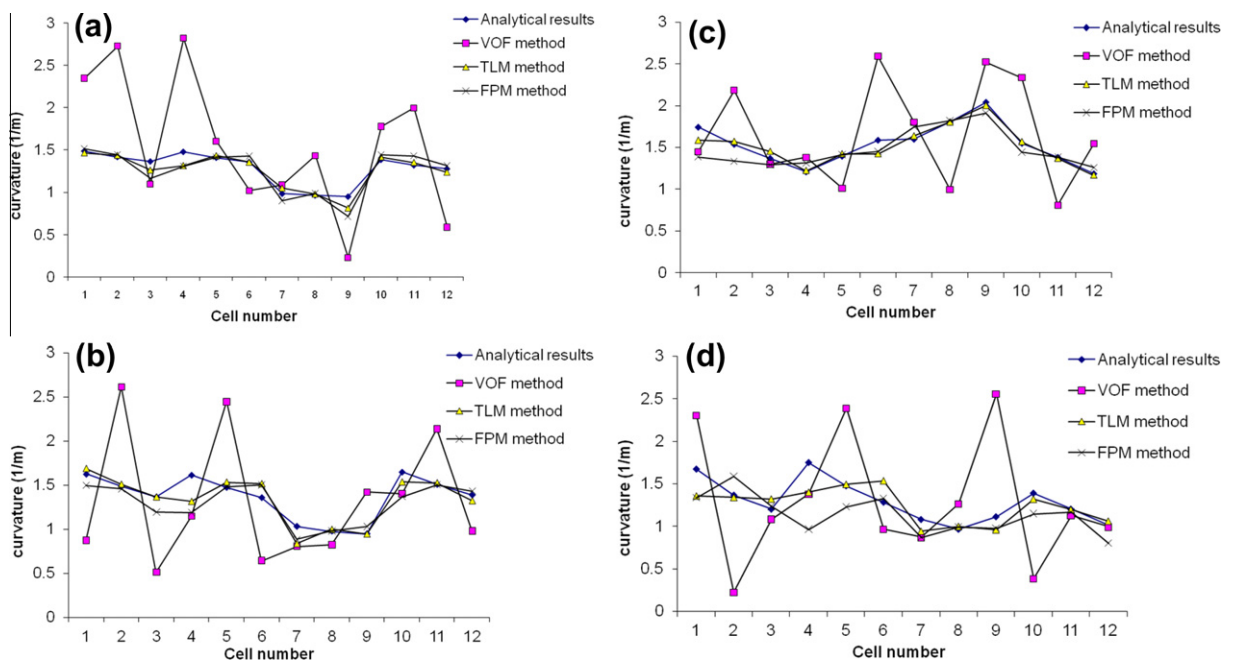 (a)
Analytical results
VOF method
TLM method
FPM method
curvature (1/m)
3
2.5
2
1.5
1
0.5
0
1 2 3 4 5 6 7 8 9 10 11 12
Cell number
(c)
Analytical results
VOF method
TLM method
FPM method
curvature (1/m)
3
2.5
2
1.5
1
0.5
0
1 2 3 4 5 6 7 8 9 10 11 12
Cell number
(b)
Analytical results
VOF method
TLM method
FPM method
curvature (1/m)
3
2.5
2
1.5
1
0.5
0
1 2 3 4 5 6 7 8 9 10 11 12
Cell number
(d)
Analytical results
VOF method
TLM method
FPM method
curvature (1/m)
3
2.5
2
1.5
1
0.5
0
1 2 3 4 5 6 7 8 9 10 11 12
Cell number